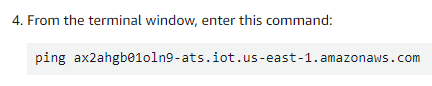 4. From the terminal window, enter this command:
ping ax2ahgb01oln9-ats.iot.us-east-1.amazonaws.com